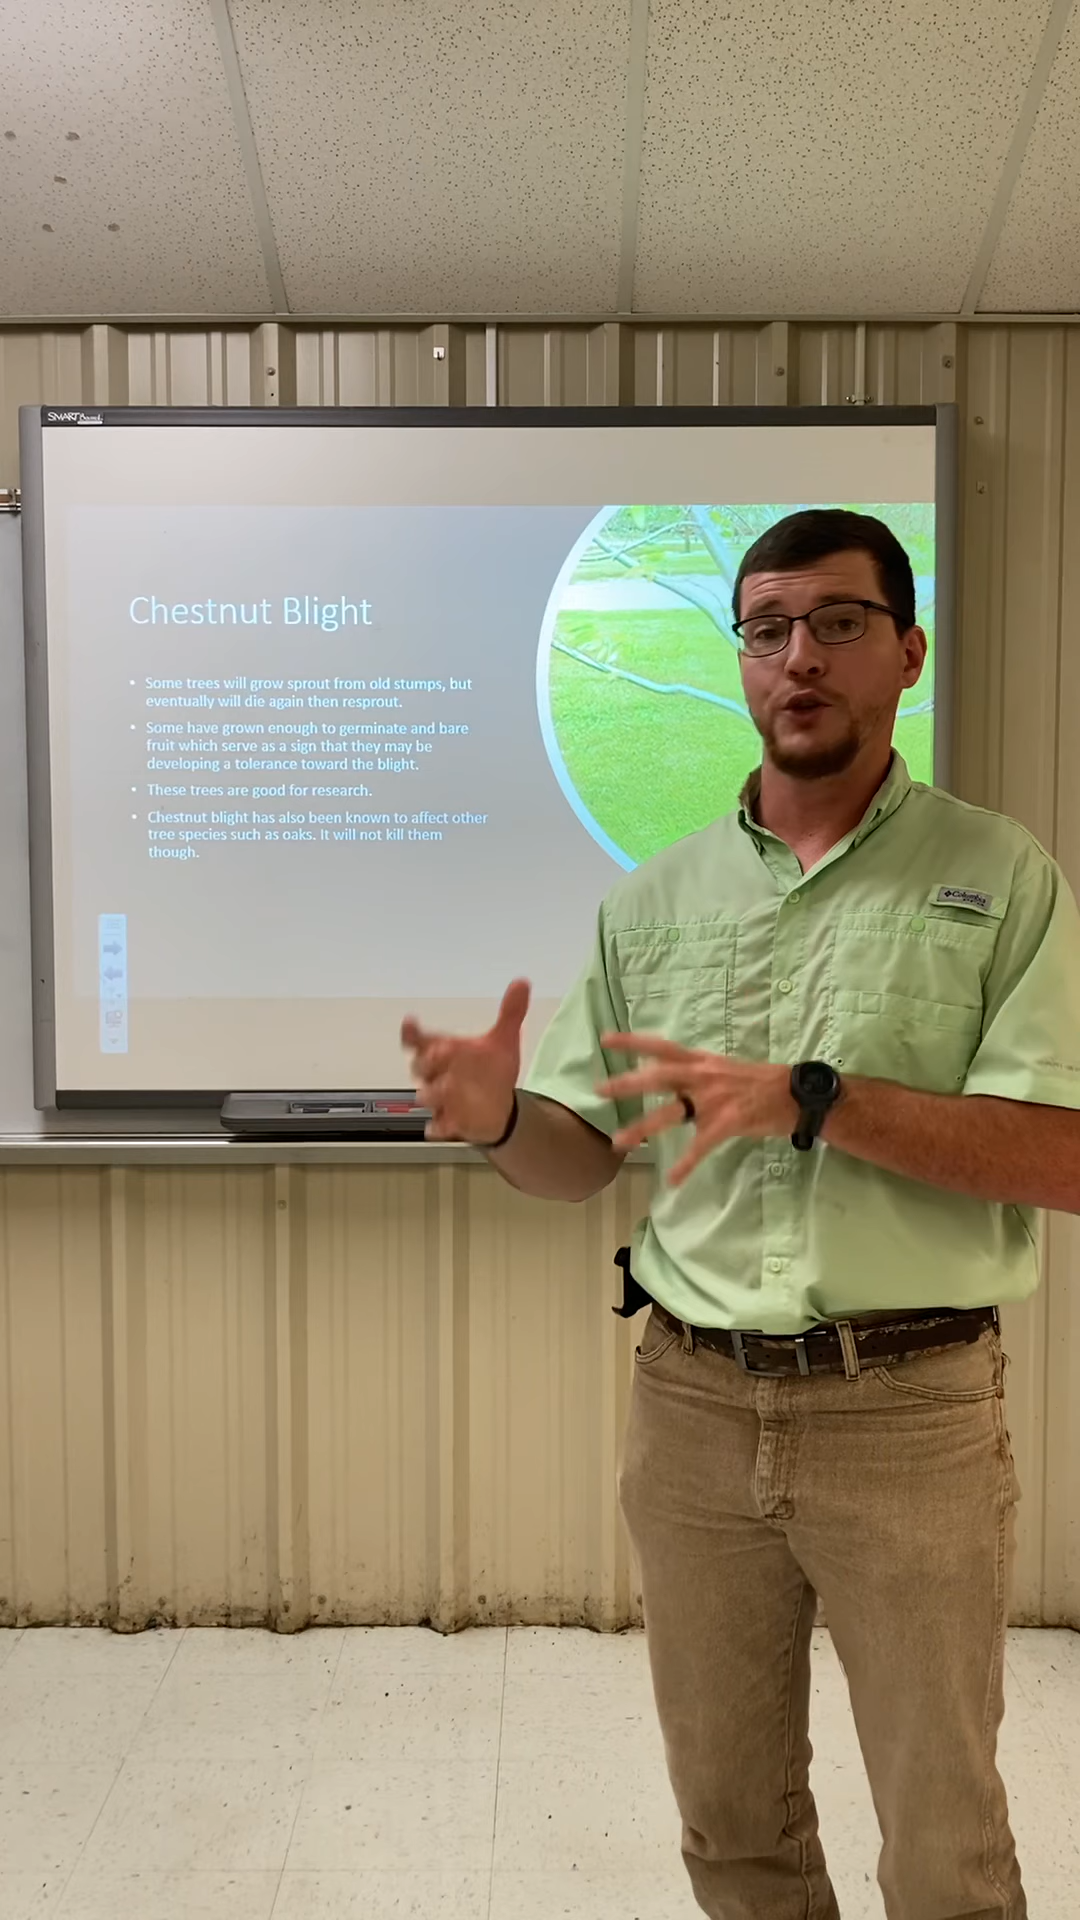 SMART Board
Chestnut Blight
• Some trees will grow sprout from old stumps, but
eventually will die again then resprout.
• Some have grown enough to germinate and bare
fruit which serve as a sign that they may be
developing a tolerance toward the blight.
• These trees are good for research.
• Chestnut blight has also been known to affect other
tree species such as oaks. It will not kill them
though.
Columbia